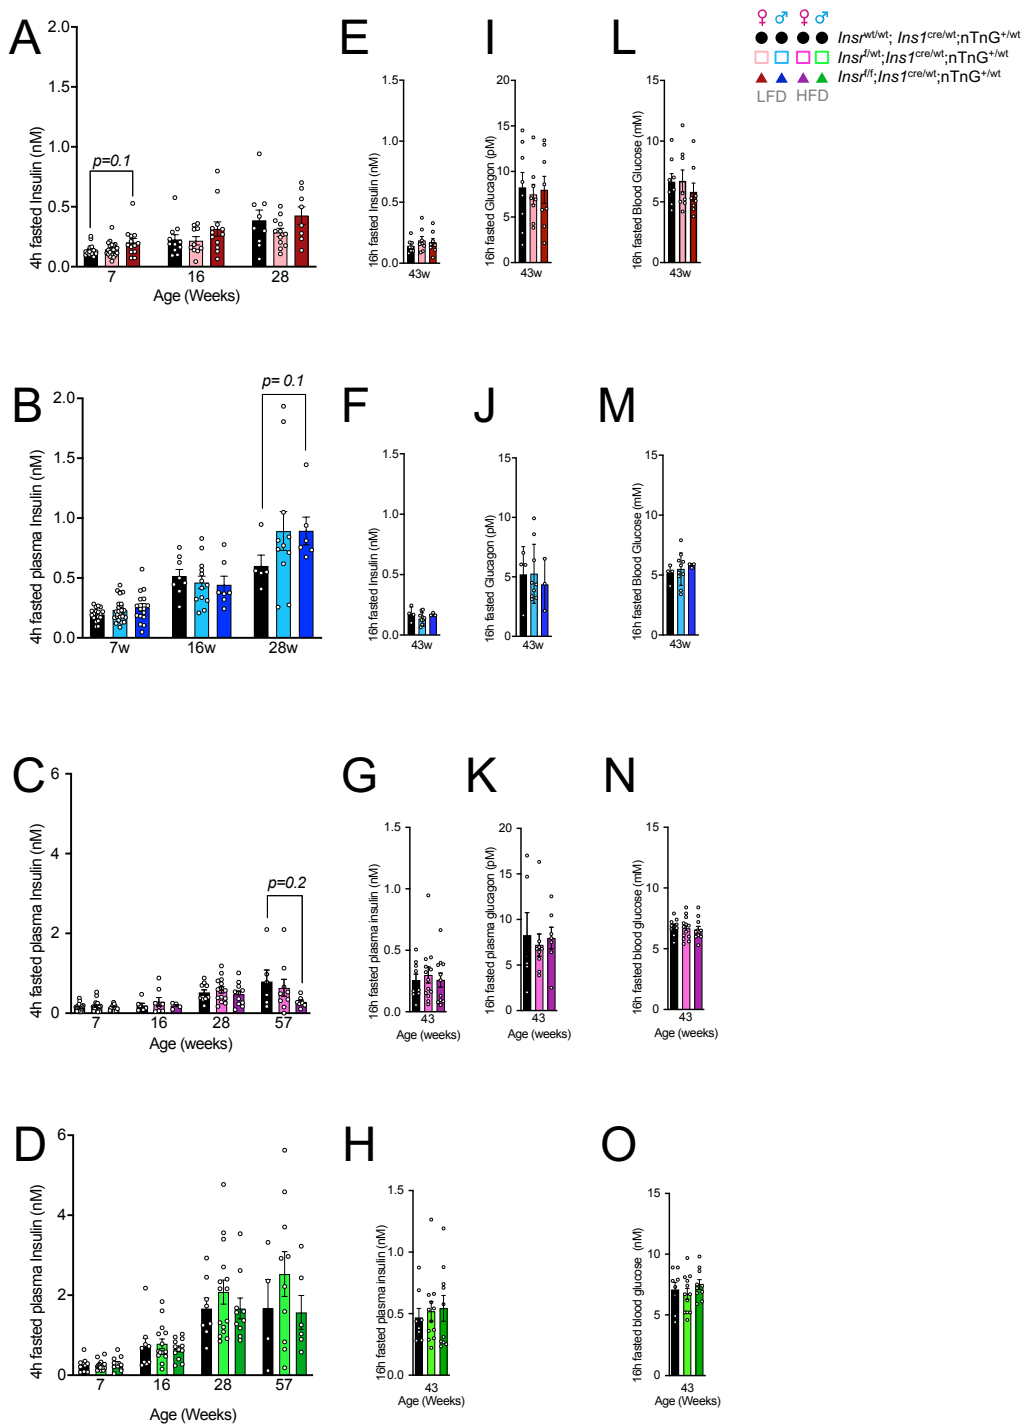 ♀ ♂ ♀ ♂
Insr^wt/wt; Ins1^cre/wt;nTnG^+/wt
Insr^f/wt;Ins1^cre/wt;nTnG^+/wt
Insr^f/f;Ins1^cre/wt;nTnG^+/wt
LFD HFD
A
4h fasted Insulin (nM)
2.0
1.5
1.0
0.5
0.0
p=0.1
7 16 28
Age (Weeks)
E
16h fasted Insulin (nM)
1.5
1.0
0.5
0.0
43w
I
16h fasted Glucagon (pM)
20
15
10
5
0
43w
L
16h fasted Blood Glucose (mM)
15
10
5
0
43w
B
4h fasted plasma Insulin (nM)
2.0
1.5
1.0
0.5
0.0
p= 0.1
7w 16w 28w
F
16h fasted Insulin (nM)
1.5
1.0
0.5
0.0
43w
J
16h fasted Glucagon (pM)
15
10
5
0
43w
M
16h fasted Blood Glucose (mM)
15
10
5
0
43w
C
4h fasted plasma Insulin (nM)
6
4
2
0
p=0.2
7 16 28 57
Age (weeks)
G
16h fasted plasma insulin (nM)
1.5
1.0
0.5
0.0
43
Age (weeks)
K
16h fasted plasma glucagon (pM)
20
15
10
5
0
43
Age (weeks)
N
16h fasted blood glucose (mM)
15
10
5
0
43
Age (weeks)
D
4h fasted plasma Insulin (nM)
6
4
2
0
7 16 28 57
Age (Weeks)
H
16h fasted plasma insulin (nM)
1.5
1.0
0.5
0.0
43
Age (Weeks)
O
16h fasted blood glucose (nM)
15
10
5
0
43
Age (Weeks)